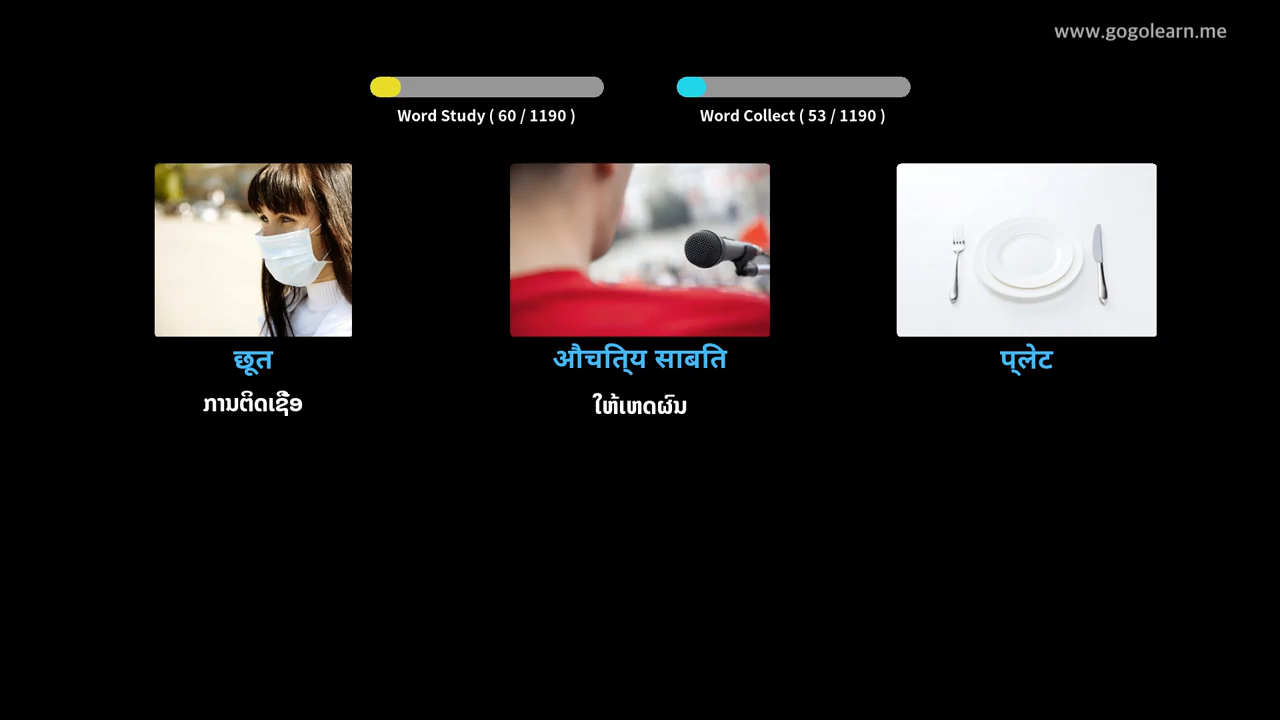 www.gogolearn.me
Word Study ( 60 / 1190 )
Word Collect ( 53 / 1190 )
छूत
औचित्य साबति
प्लेट
ການຕິດເຊື້ອ
ໃຫ້ເຫດຜົນ